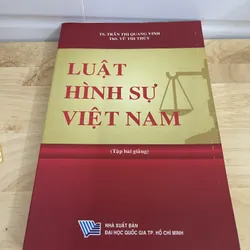 TS. TRẦN THỊ QUANG VINH
ThS. VŨ THỊ THÚY
LUẬT
HÌNH SỰ
VIỆT NAM
(Tập bài giảng)
NHÀ XUẤT BẢN
ĐẠI HỌC QUỐC GIA TP. HỒ CHÍ MINH